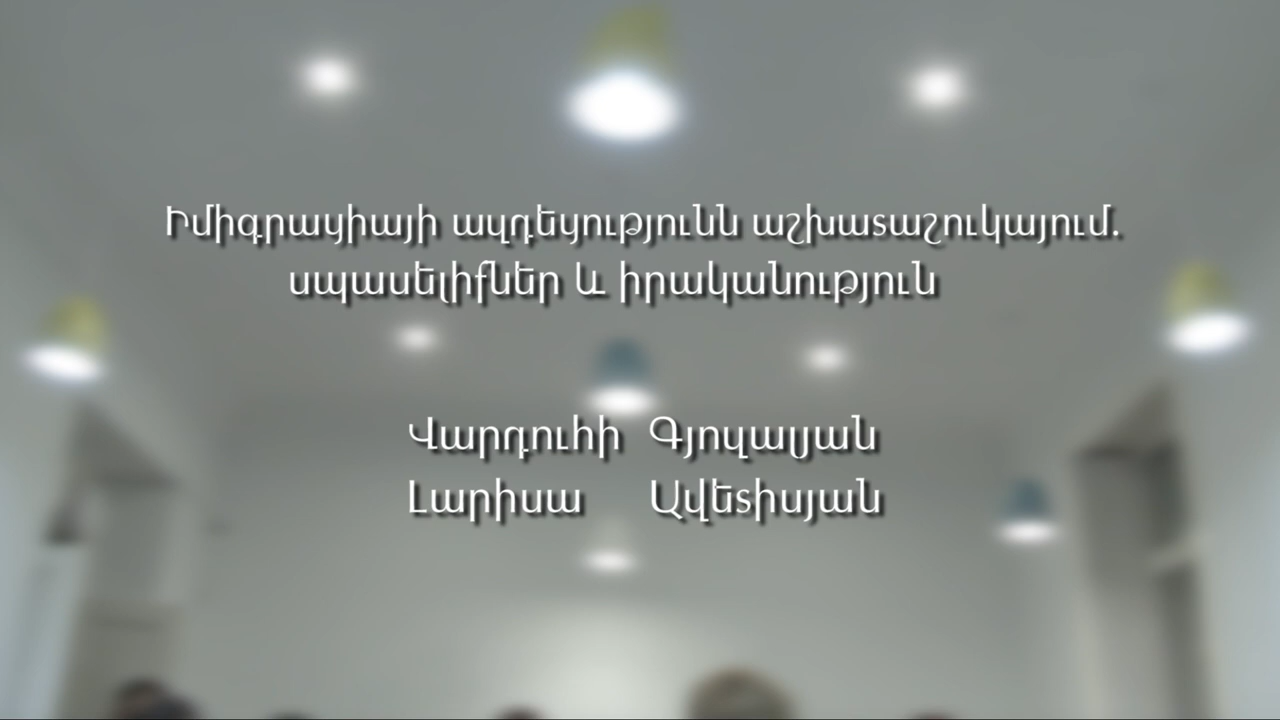 Իմիգրացիայի ազդեցությունն աշխատաշուկայում.
սպասելիքներ և իրականություն
Վարդուհի Գյոզալյան
Լարիսա Ավետիսյան